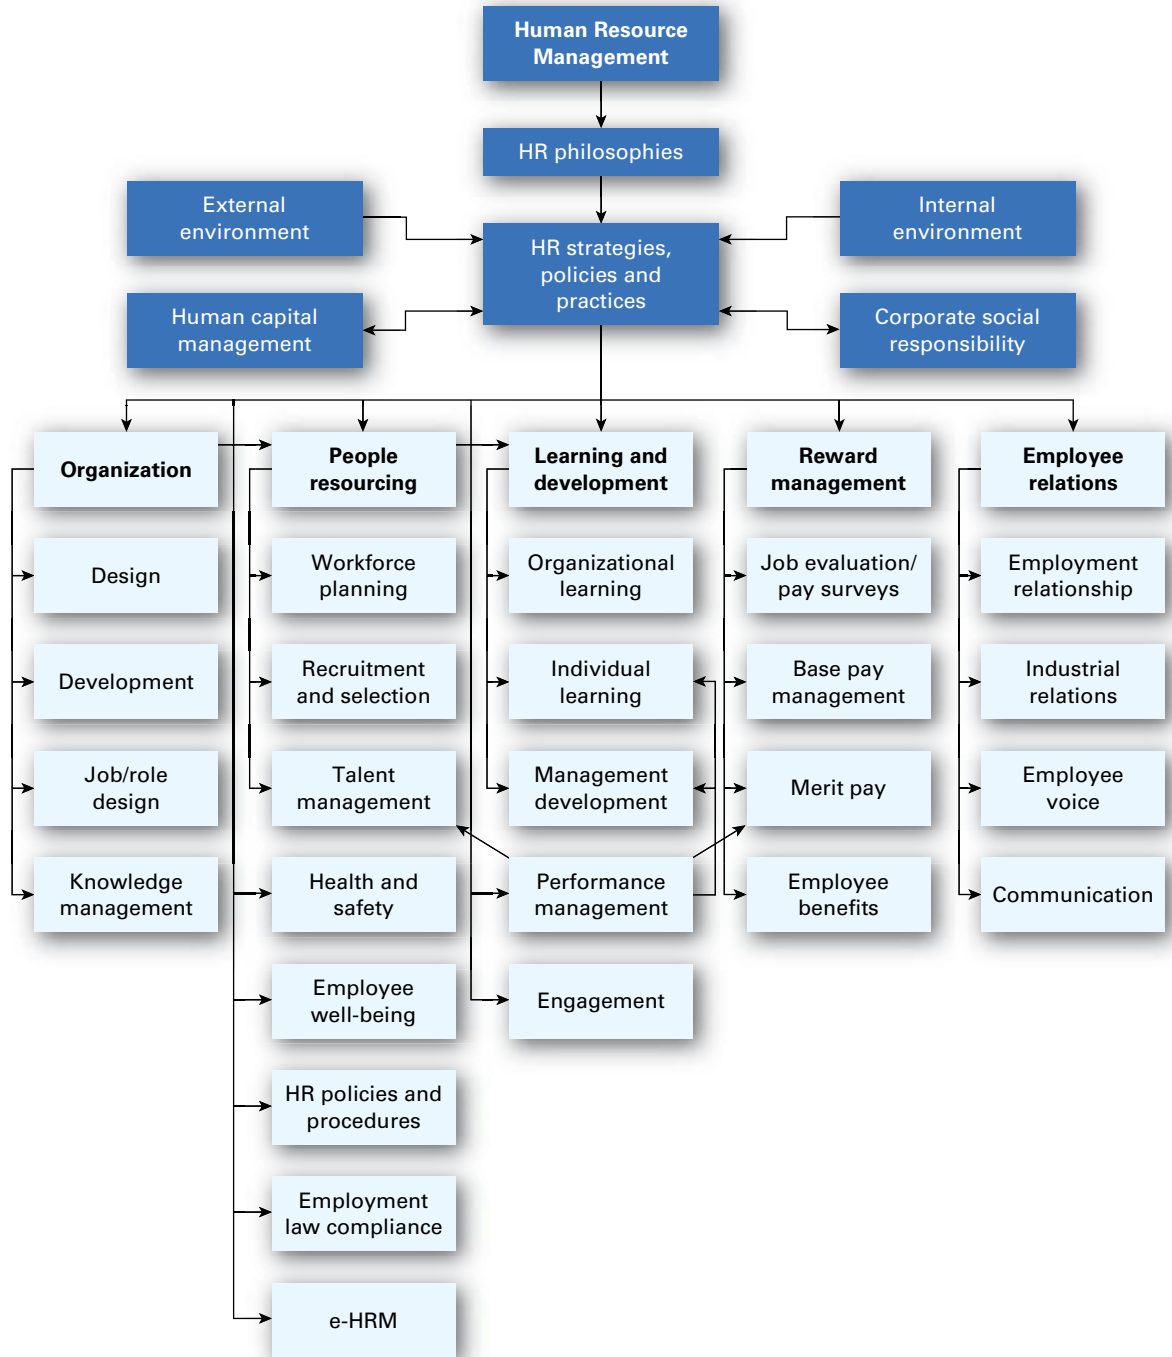 Human Resource
Management
HR philosophies
External
environment
Internal
environment
HR strategies,
policies and
practices
Human capital
management
Corporate social
responsibility
Organization
People
resourcing
Learning and
development
Reward
management
Employee
relations
Design
Workforce
planning
Organizational
learning
Job evaluation/
pay surveys
Employment
relationship
Development
Recruitment
and selection
Individual
learning
Base pay
management
Industrial
relations
Job/role
design
Talent
management
Management
development
Merit pay
Employee
voice
Knowledge
management
Health and
safety
Performance
management
Employee
benefits
Communication
Employee
well-being
Engagement
HR policies and
procedures
Employment
law compliance
e-HRM